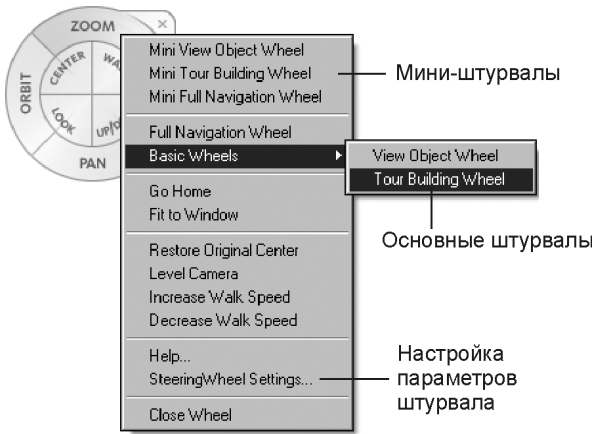 ZOOM
ORBIT
CENTER
WA
LOOK
UP/D
PAN
Mini View Object Wheel
Mini Tour Building Wheel
Mini Full Navigation Wheel
Full Navigation Wheel
Basic Wheels
Go Home
Fit to Window
Restore Original Center
Level Camera
Increase Walk Speed
Decrease Walk Speed
Help...
SteeringWheel Settings...
Close Wheel
View Object Wheel
Tour Building Wheel
Мини-штурвалы
Основные штурвалы
Настройка
параметров
штурвала